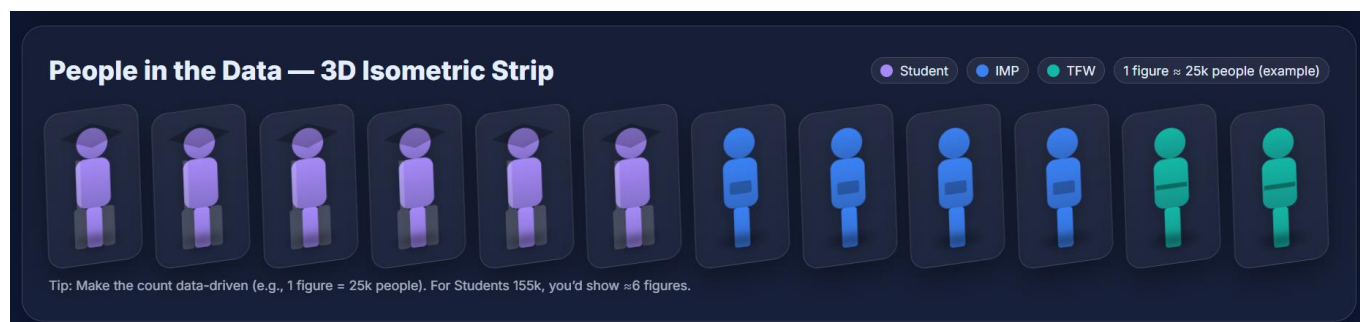 People in the Data — 3D Isometric Strip
Student
IMP
TFW
1 figure ≈ 25k people (example)
Tip: Make the count data-driven (e.g., 1 figure = 25k people). For Students 155k, you’d show ≈6 figures.